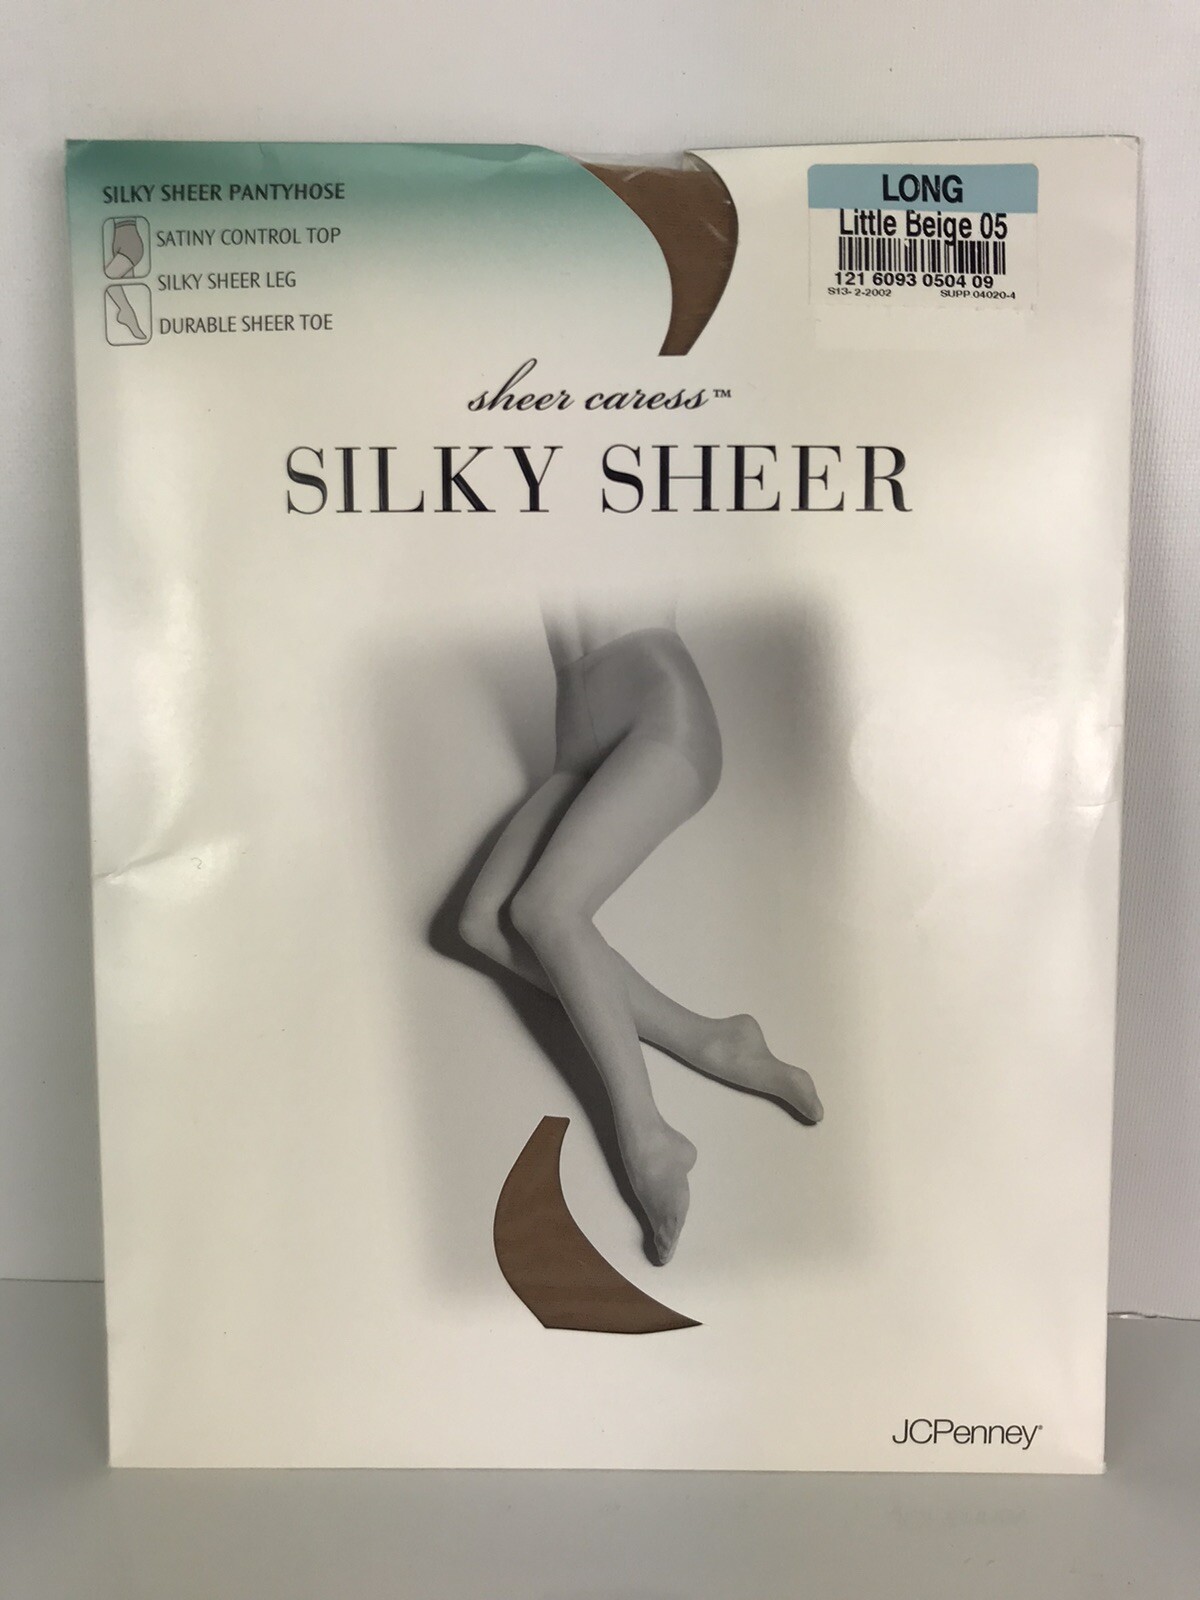 SILKY SHEER PANTYHOSE
SATINY CONTROL TOP
SILKY SHEER LEG
DURABLE SHEER TOE
LONG
Little Beige 05
121 6093 0504 09
S13- 2-2002 SUPP 04020-4
sheer caress™
SILKY SHEER
JCPenney®